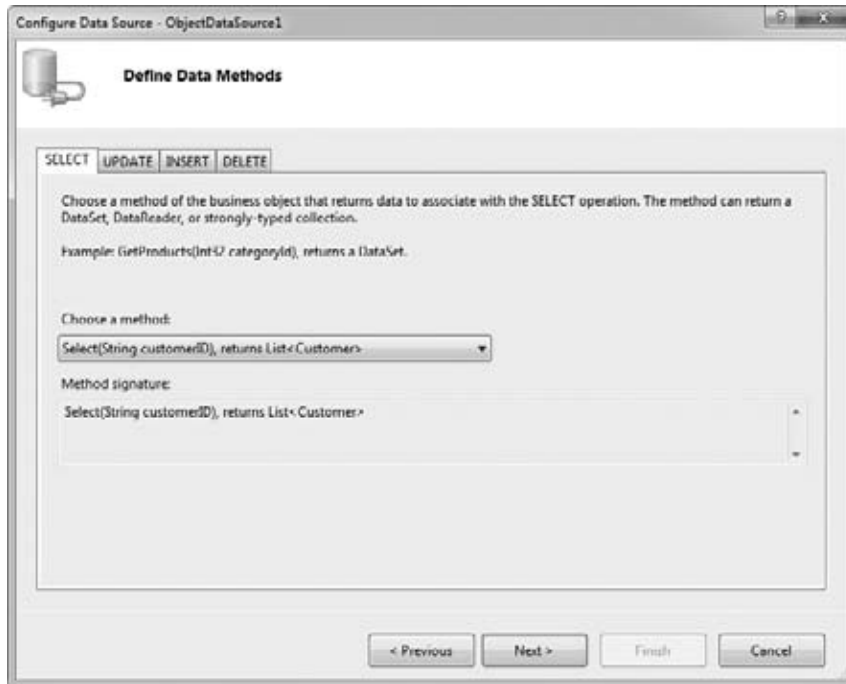 Configure Data Source - ObjectDataSource1
Define Data Methods
SELECT UPDATE INSERT DELETE
Choose a method of the business object that returns data to associate with the SELECT operation. The method can return a
DataSet, DataReader, or strongly-typed collection.
Example: GetProducts(Int32 categoryId), returns a DataSet.
Choose a method:
Select(String customerID), returns List<Customer>
Method signature:
Select(String customerID), returns List<Customer>
< Previous Next > Finish Cancel